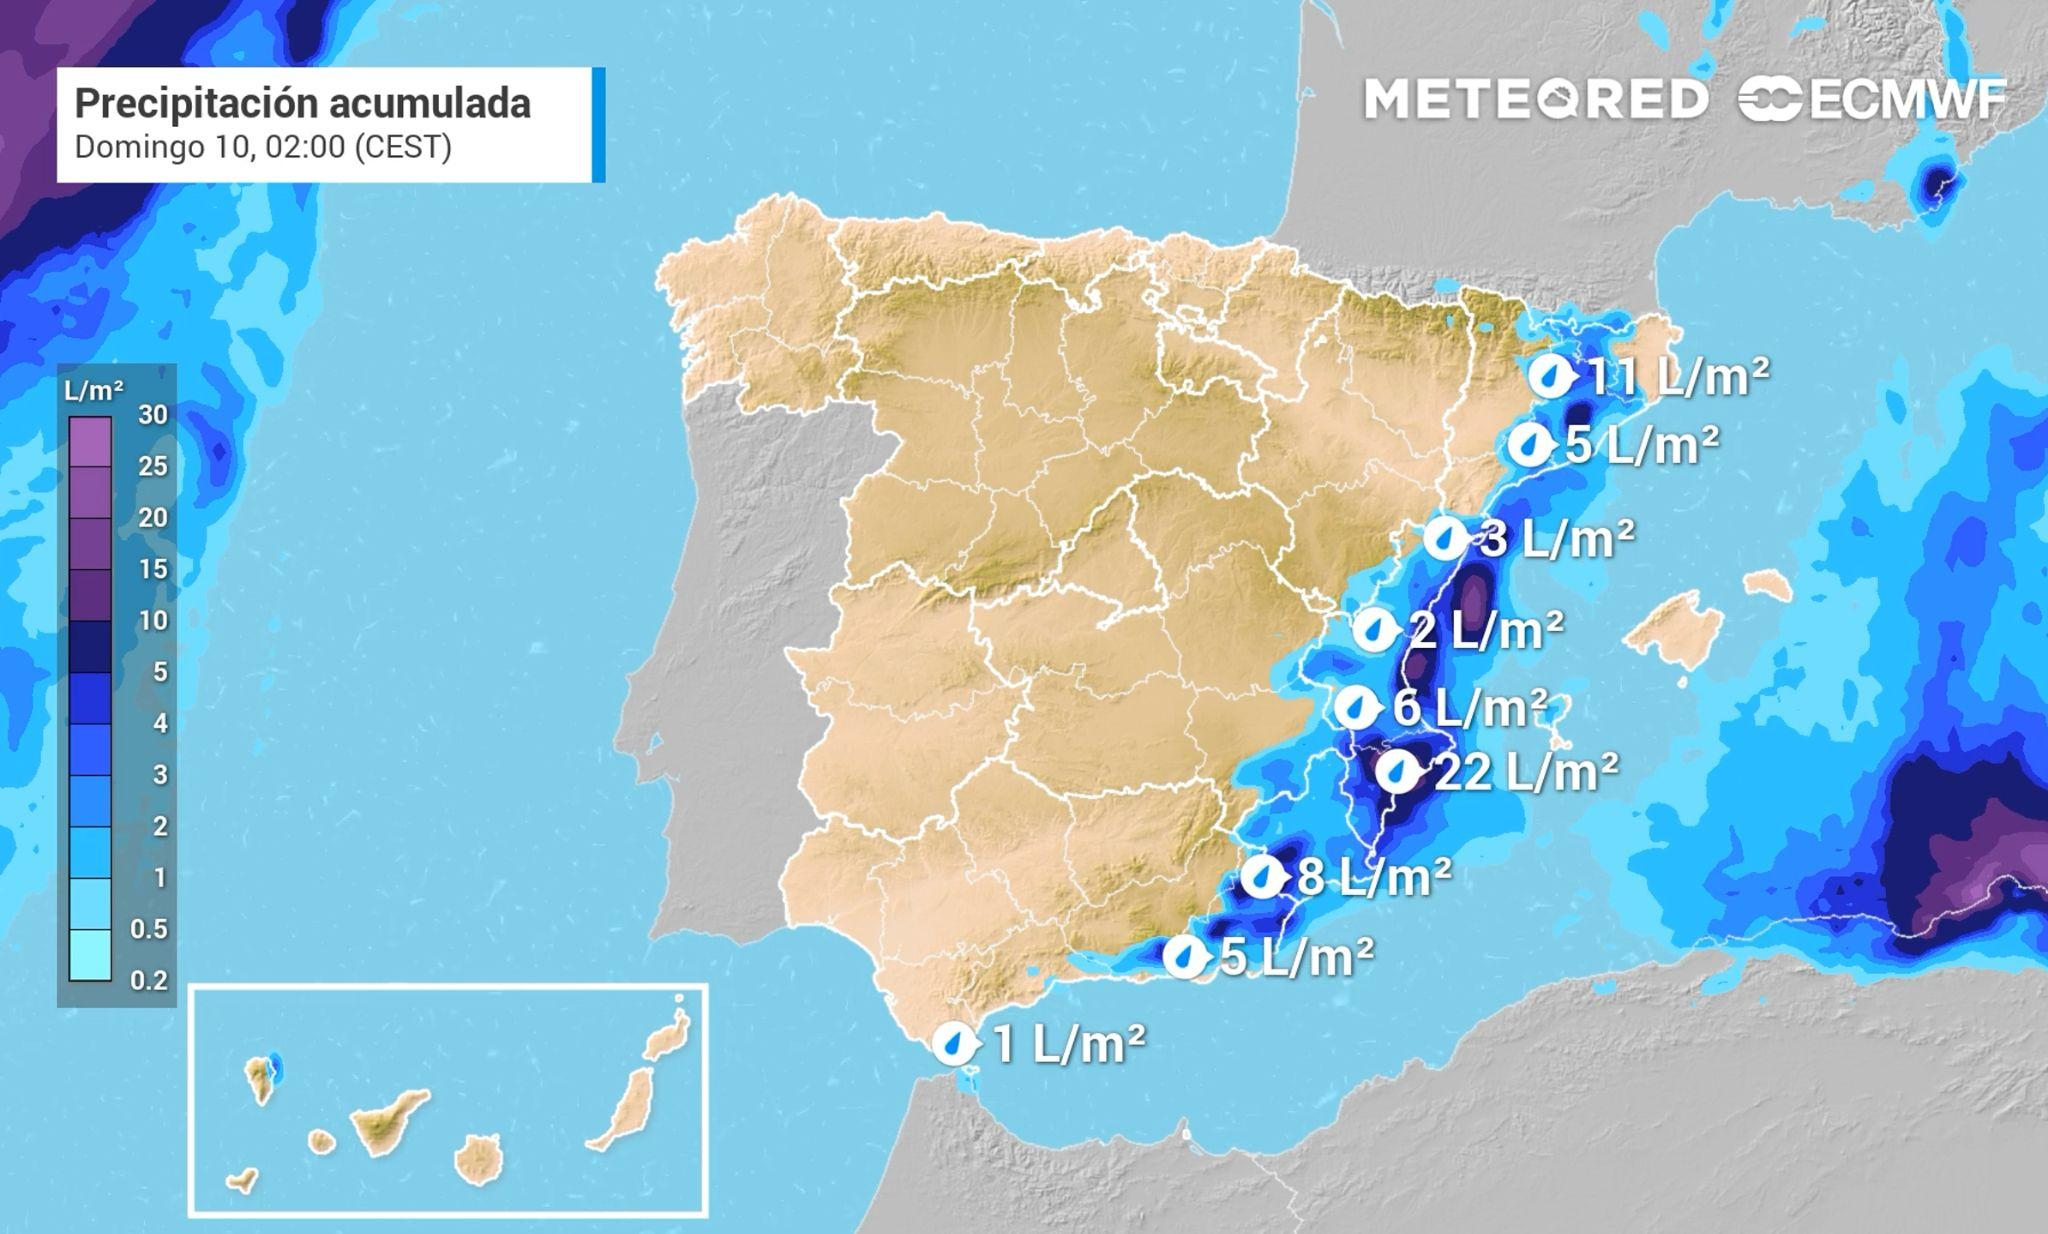 Precipitación acumulada
Domingo 10, 02:00 (CEST)
METEORED ECMWF
L/m²
30
25
20
15
10
5
4
3
2
1
0.5
0.2
11 L/m²
5 L/m²
3 L/m²
2 L/m²
6 L/m²
22 L/m²
8 L/m²
5 L/m²
1 L/m²